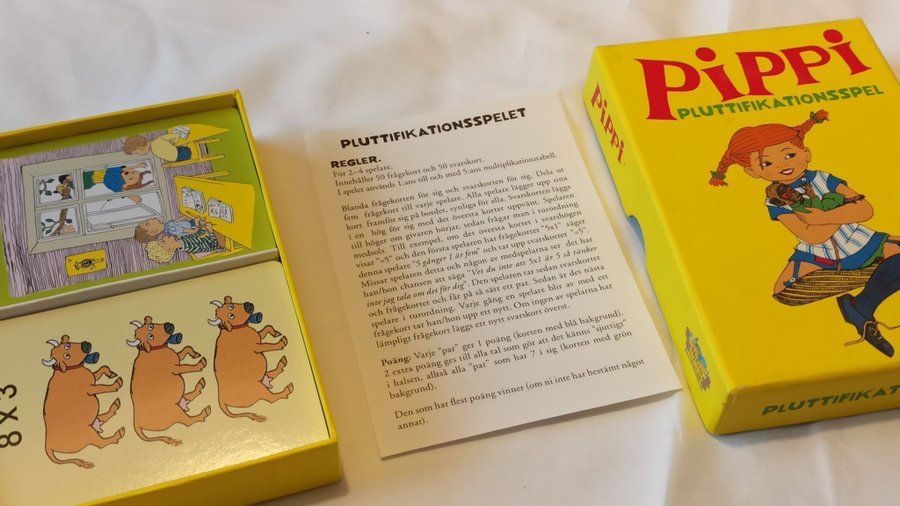 8 X 3
PLUTTIFIKATIONSSPELET
REGLER.
För 2–4 spelare.
Innehåller 50 frågekort och 50 svarskort.
I spelet används 1:ans till och med 5:ans multiplikationstabell.
Blanda frågekorten för sig och svarskorten för sig. Dela ut
fem frågekort till varje spelare. Alla spelare lägger upp sina
kort framför sig på bordet, synliga för alla. Svarskorten läggs
i en hög för sig med det översta kortet uppvänt. Spelaren
till höger om givaren börjar, sedan frågar man i turordning
medsols. Till exempel, om det översta kortet i svarshögen
visar "=5" och den första spelaren har frågekortet "5x1" säger
denna spelare "5 gånger 1 är fem" och tar upp svarskortet "=5".
Missar spelaren detta och någon av medspelarna ser det har
han/hon chansen att säga "Vet du inte att 5x1 är 5 så tänker
inte jag tala om det för dig". Den spelaren tar sedan svarskortet
och frågekortet och får på så sätt ett par. Sedan är det nästa
spelare i turordning. Varje gång en spelare blir av med ett
frågekort tar han/hon upp ett nytt. Om ingen av spelarna har
lämpligt frågekort läggs ett nytt svarskort överst.
Poäng: Varje "par" ger 1 poäng (korten med blå bakgrund).
2 extra poäng ges till alla tal som gör att det känns "sjuttigt"
i halsen, alltså alla "par" som har 7 i sig (korten med grön
bakgrund).
Den som har flest poäng vinner (om ni inte har bestämt något
annat).
PiPPi
PLUTTIFIKATIONSSPEL
PiPPi
PLUTTIFIKAT